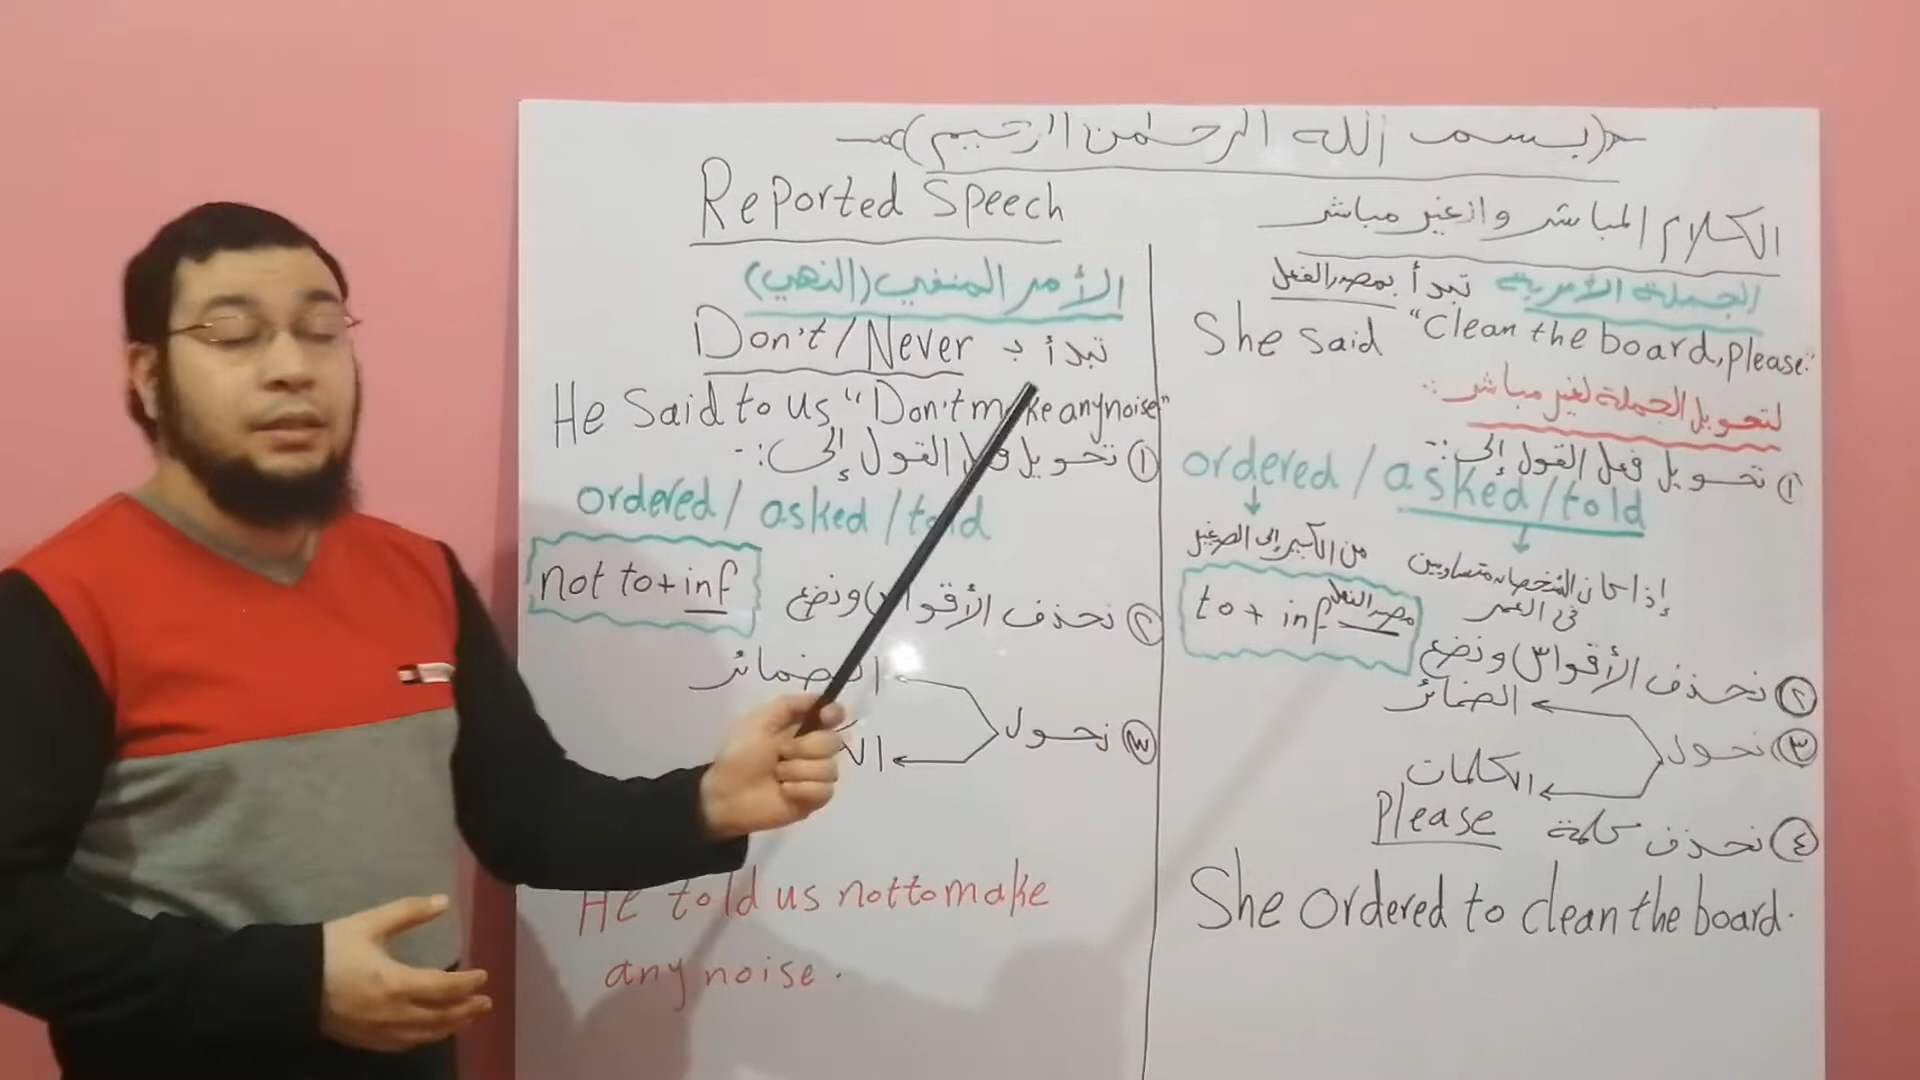 ﴿بسم الله الرحمن الرحيم﴾
Reported Speech
الكلام المباشر والغير مباشر
الجملة الأمرية تبدأ بمصدر الفعل
She said "Clean the board, please."
لتحويل الجملة لغير مباشر :-
١ تحويل فعل القول إلى :-
ordered / asked / told
من الكبير إلى الصغير
إذا كان الشخصان متساويين
في العمر
to + inf مصدر الفعل
٢ نحذف الأقواس ونضع
الضمائر
٣ نحول
الكلمات
٤ نحذف كلمة Please
She ordered to clean the board.
الأمر المنفي (النهي)
Don't / Never تبدأ بـ
He said to us "Don't make any noise"
١ تحويل فعل القول إلى :-
ordered / asked / told
not to + inf
٢ نحذف الأقواس ونضع
الضمائر
٣ نحول
He told us not to make
any noise.